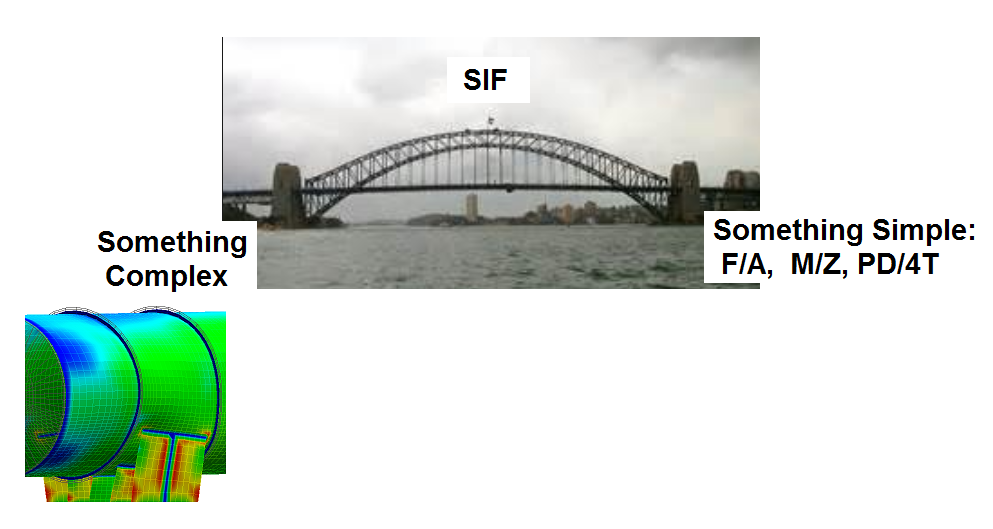 SIF
Something
Complex
Something Simple:
F/A, M/Z, PD/4T